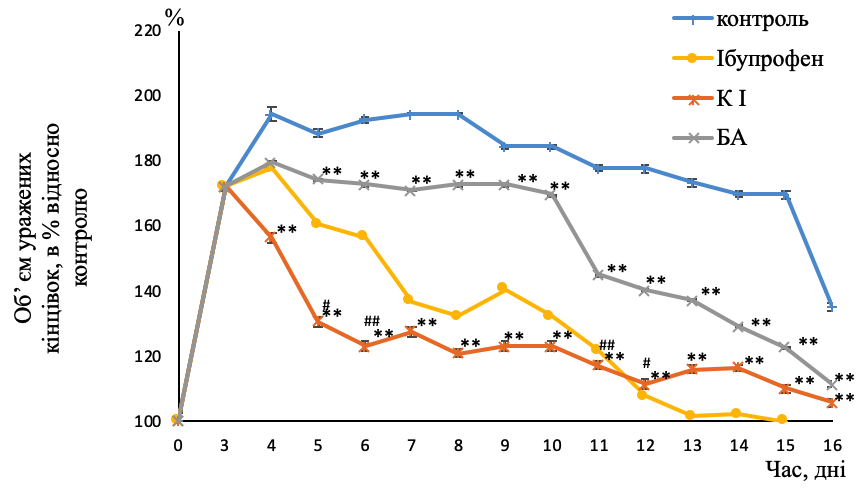 %
220
200
180
160
140
120
100
Об’ єм уражених
кінцівок, в % відносно
контролю
контроль
Ібупрофен
К І
БА
** ** ** ** ** **
** ** ** ** ** **
**
#
**
##
**
** ** ** **
##
**
#
**
** ** ** **
0 3 4 5 6 7 8 9 10 11 12 13 14 15 16
Час, дні